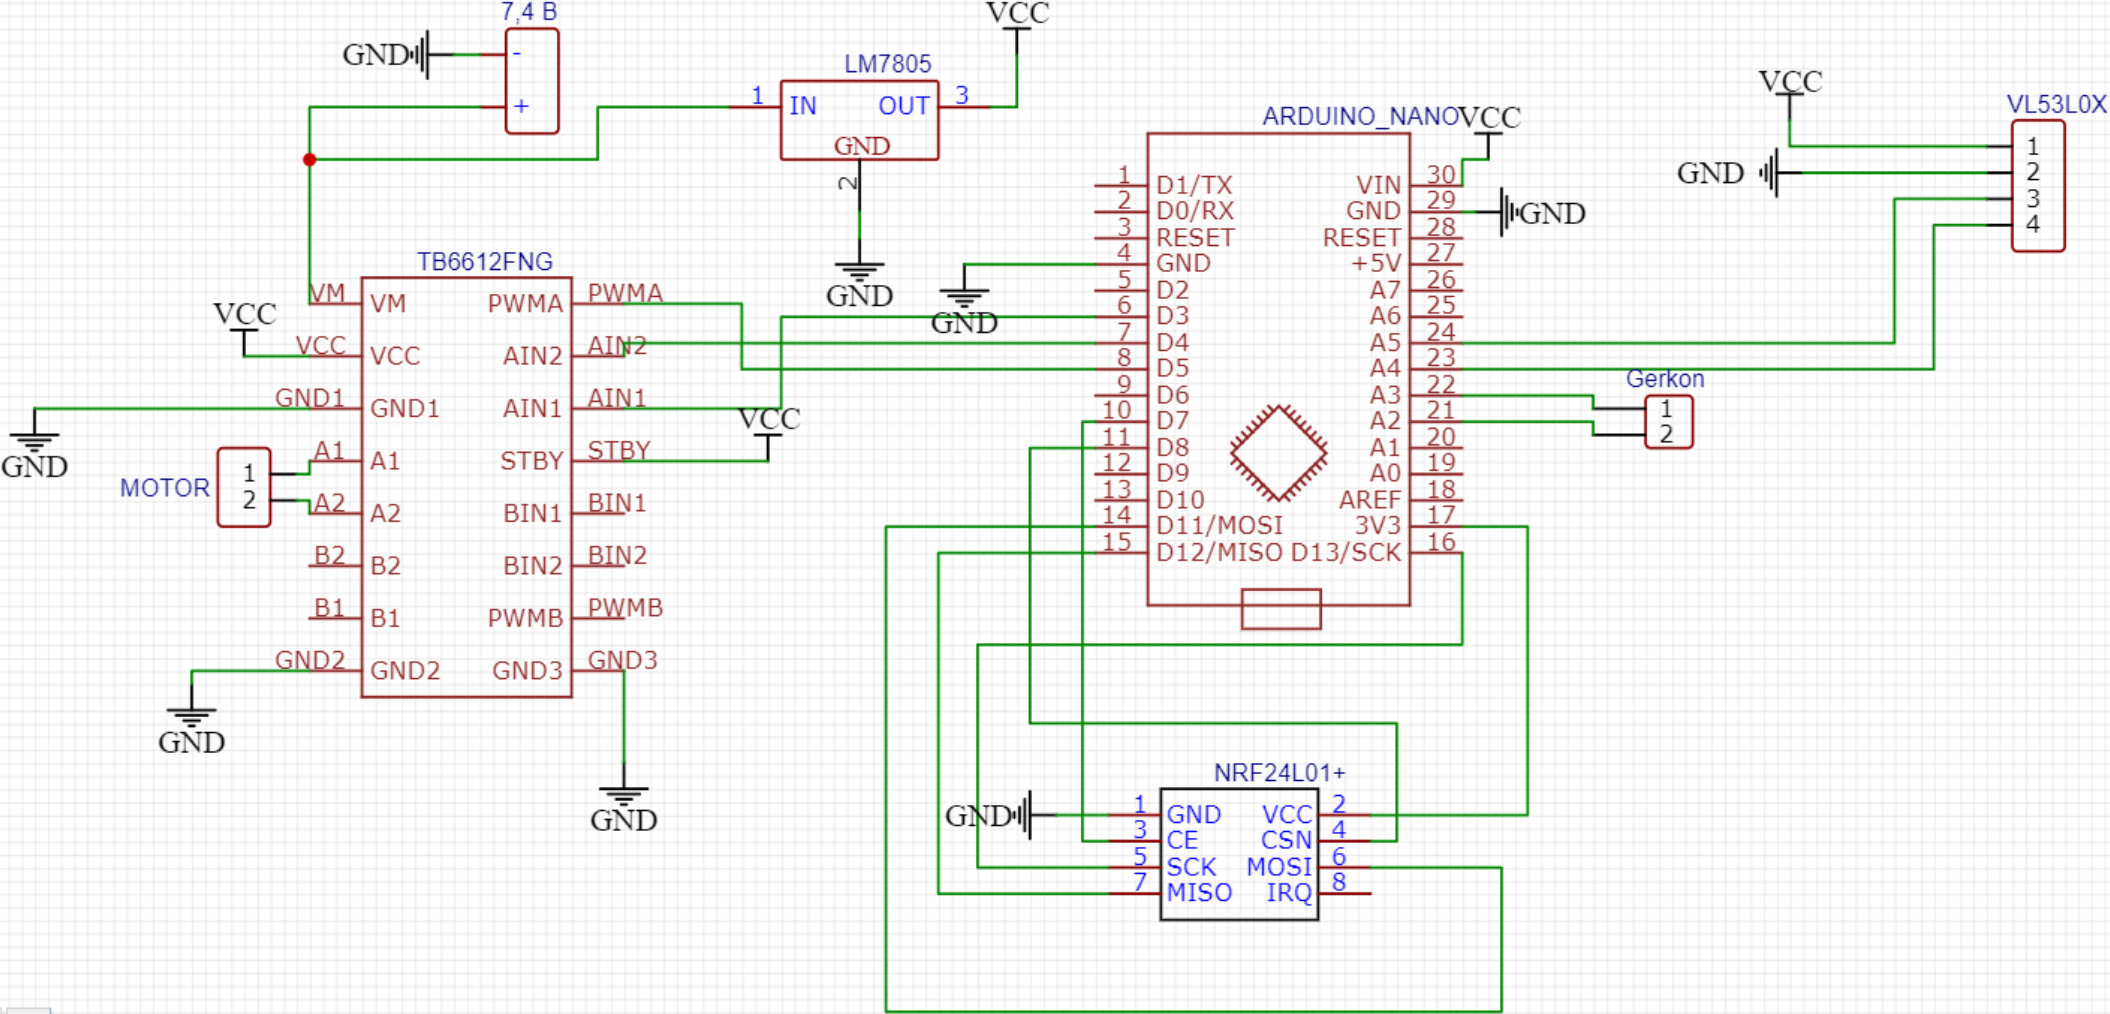 7,4 В
GND
-
+
LM7805
1 IN OUT 3
GND
2
GND
VCC
TB6612FNG
VM VM PWMA PWMA
VCC
VCC VCC AIN2 AIN2
GND1 GND1 AIN1 AIN1
GND
A1 A1 STBY STBY
VCC
MOTOR
1
2
A2 A2 BIN1 BIN1
B2 B2 BIN2 BIN2
B1 B1 PWMB PWMB
GND2 GND2 GND3 GND3
GND
GND
ARDUINO_NANO
VCC
1 D1/TX VIN 30
2 D0/RX GND 29
GND
3 RESET RESET 28
4 GND +5V 27
GND
5 D2 A7 26
6 D3 A6 25
7 D4 A5 24
8 D5 A4 23
9 D6 A3 22
10 D7 A2 21
11 D8 A1 20
12 D9 A0 19
13 D10 AREF 18
14 D11/MOSI 3V3 17
15 D12/MISO D13/SCK 16
VCC
GND
VL53L0X
1
2
3
4
Gerkon
1
2
NRF24L01+
GND
1 GND VCC 2
3 CE CSN 4
5 SCK MOSI 6
7 MISO IRQ 8